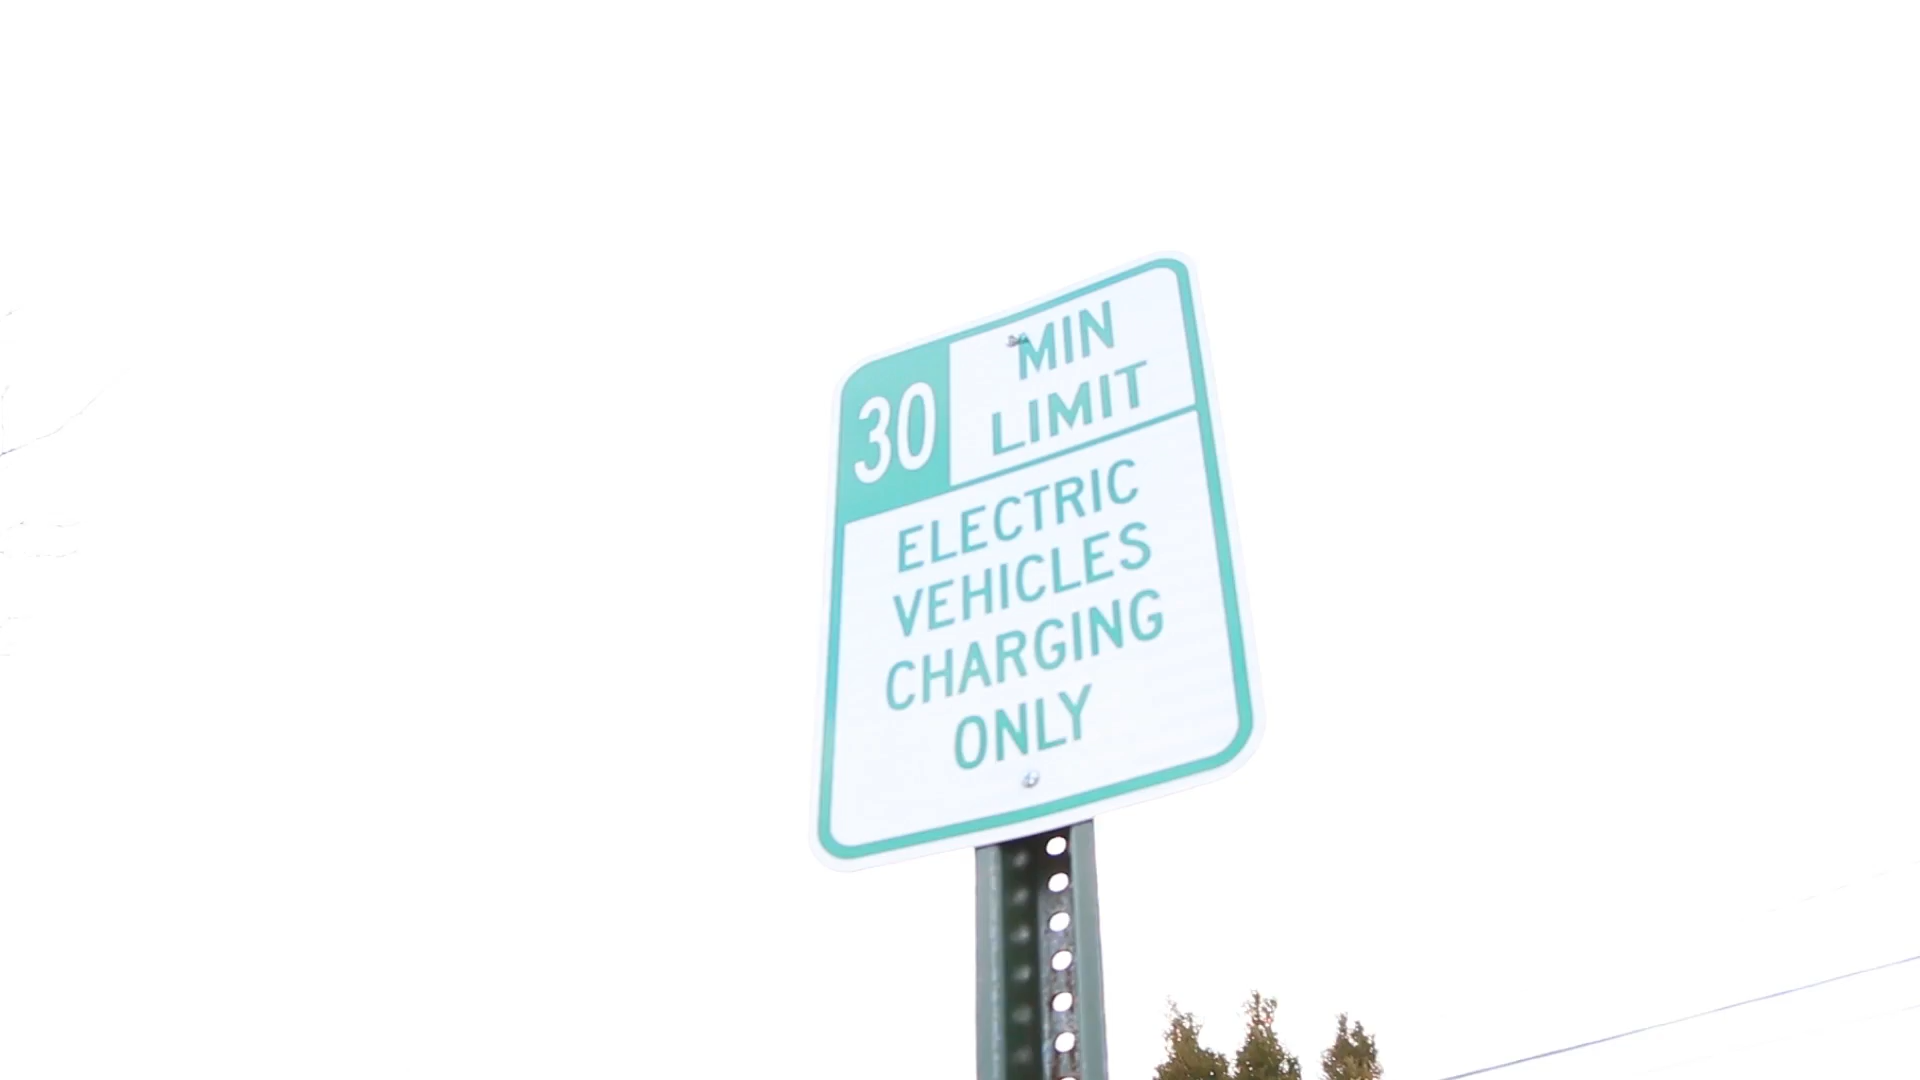 30 MIN
LIMIT
ELECTRIC
VEHICLES
CHARGING
ONLY